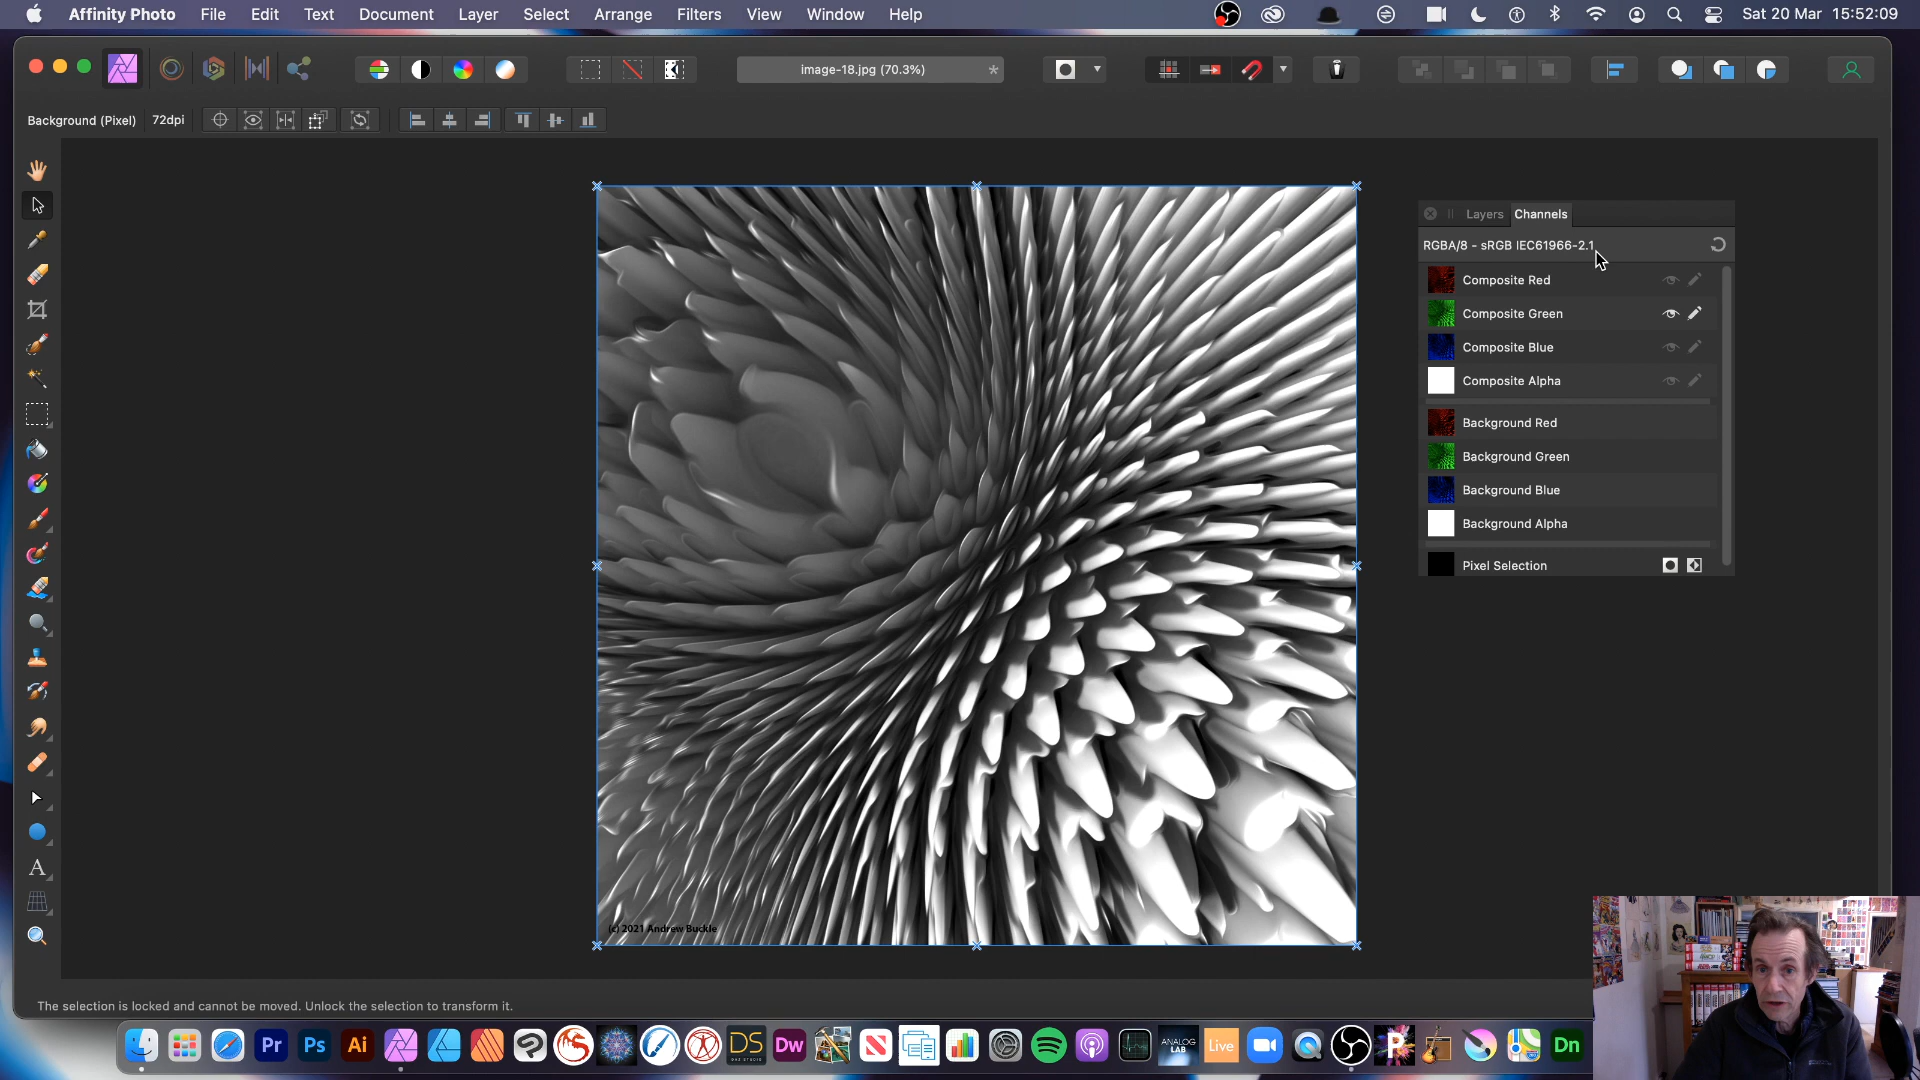 Affinity Photo File Edit Text Document Layer Select Arrange Filters View Window Help Sat 20 Mar 15:52:09
image-18.jpg (70.3%) *
Background (Pixel) 72dpi
Layers Channels
RGBA/8 - sRGB IEC61966-2.1
Composite Red
Composite Green
Composite Blue
Composite Alpha
Background Red
Background Green
Background Blue
Background Alpha
Pixel Selection
A
(c) 2021 Andrew Buckle
The selection is locked and cannot be moved. Unlock the selection to transform it.
Pr Ps Ai DS Dw ANALOG LAB Live P Dn